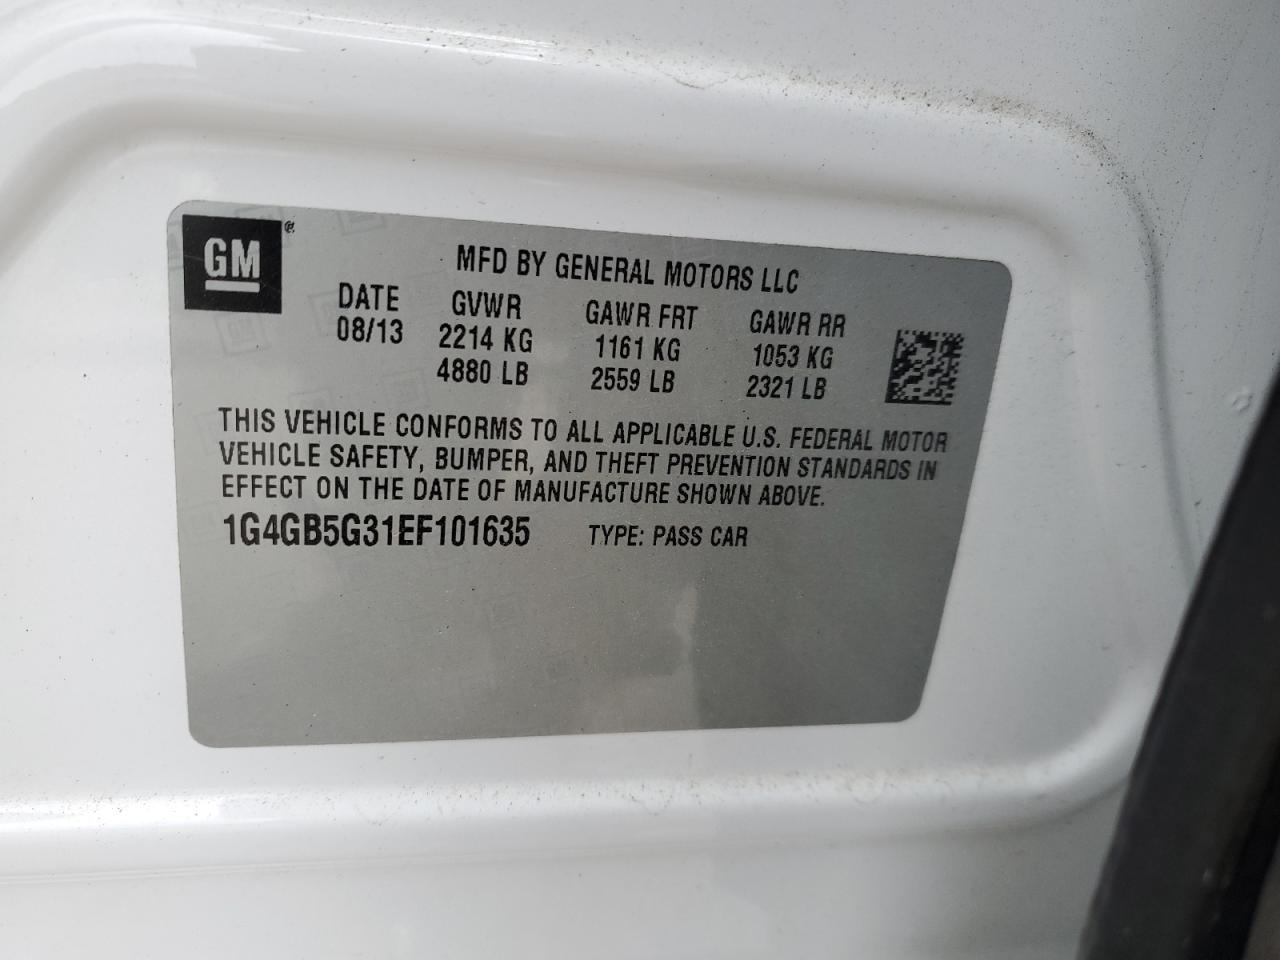 GM®
MFD BY GENERAL MOTORS LLC
DATE GVWR GAWR FRT GAWR RR
08/13 2214 KG 1161 KG 1053 KG
4880 LB 2559 LB 2321 LB
THIS VEHICLE CONFORMS TO ALL APPLICABLE U.S. FEDERAL MOTOR
VEHICLE SAFETY, BUMPER, AND THEFT PREVENTION STANDARDS IN
EFFECT ON THE DATE OF MANUFACTURE SHOWN ABOVE.
1G4GB5G31EF101635 TYPE: PASS CAR